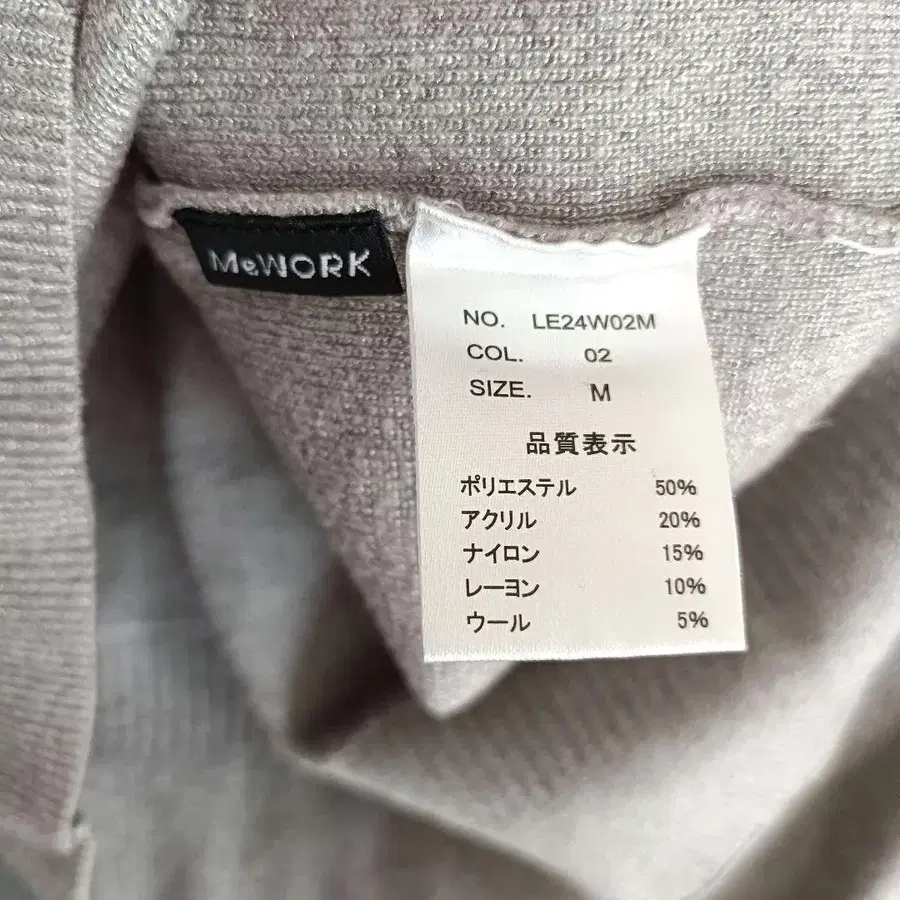 MeWORK
NO. LE24W02M
COL. 02
SIZE. M
品質表示
ポリエステル 50%
アクリル 20%
ナイロン 15%
レーヨン 10%
ウール 5%